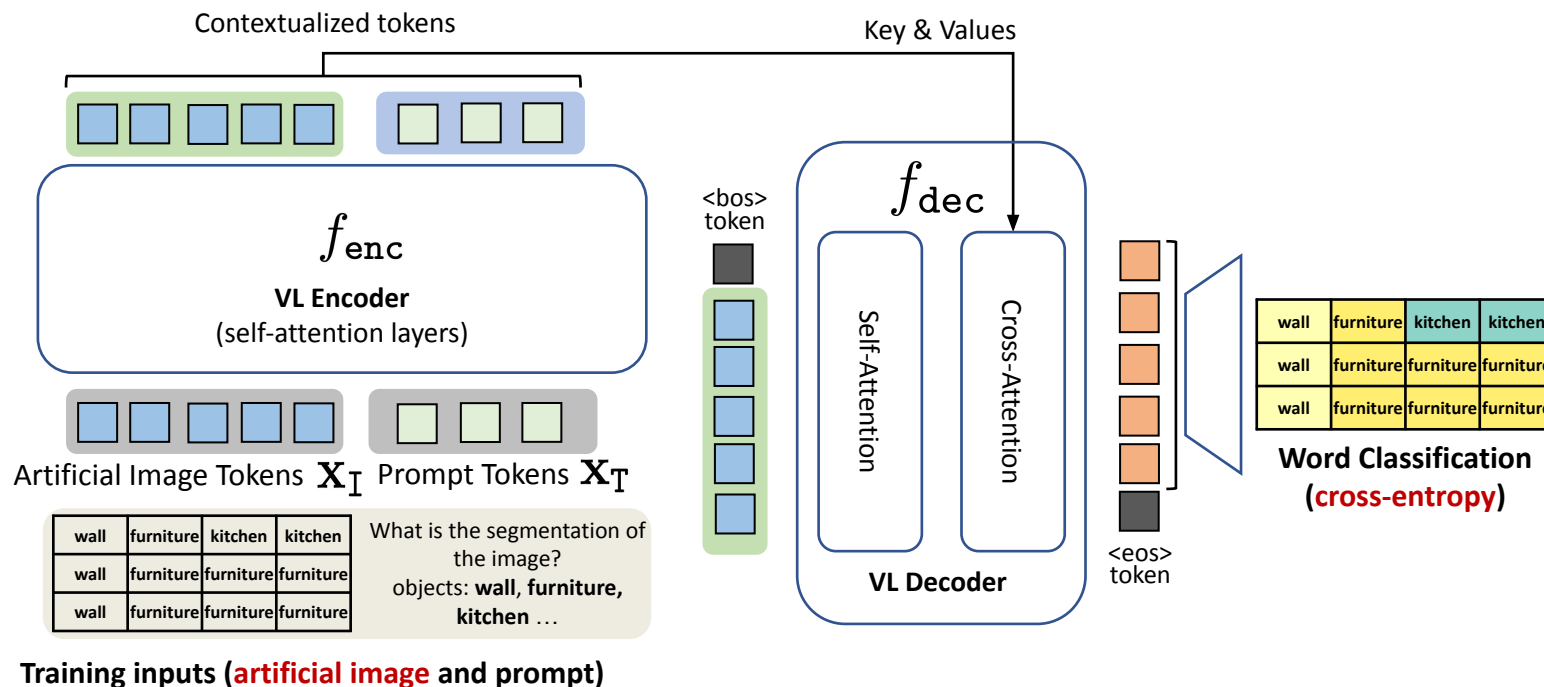 Contextualized tokens
Key & Values
f_enc
VL Encoder
(self-attention layers)
<bos>
token
f_dec
Self-Attention
Cross-Attention
VL Decoder
<eos>
token
wall furniture kitchen kitchen
wall furniture furniture furniture
wall furniture furniture furniture
Word Classification
(cross-entropy)
Artificial Image Tokens X_I
Prompt Tokens X_T
wall furniture kitchen kitchen
wall furniture furniture furniture
wall furniture furniture furniture
What is the segmentation of
the image?
objects: wall, furniture,
kitchen …
Training inputs (artificial image and prompt)